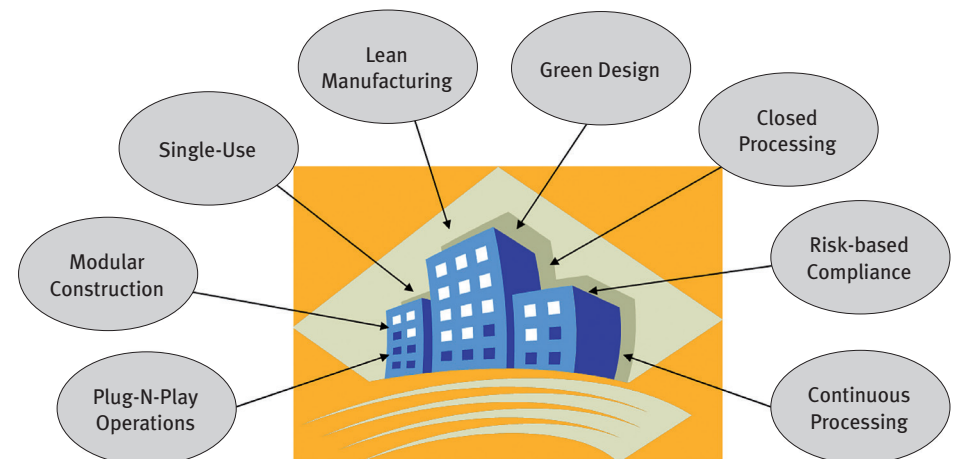 Lean
Manufacturing
Green Design
Closed
Processing
Single-Use
Risk-based
Compliance
Modular
Construction
Plug-N-Play
Operations
Continuous
Processing